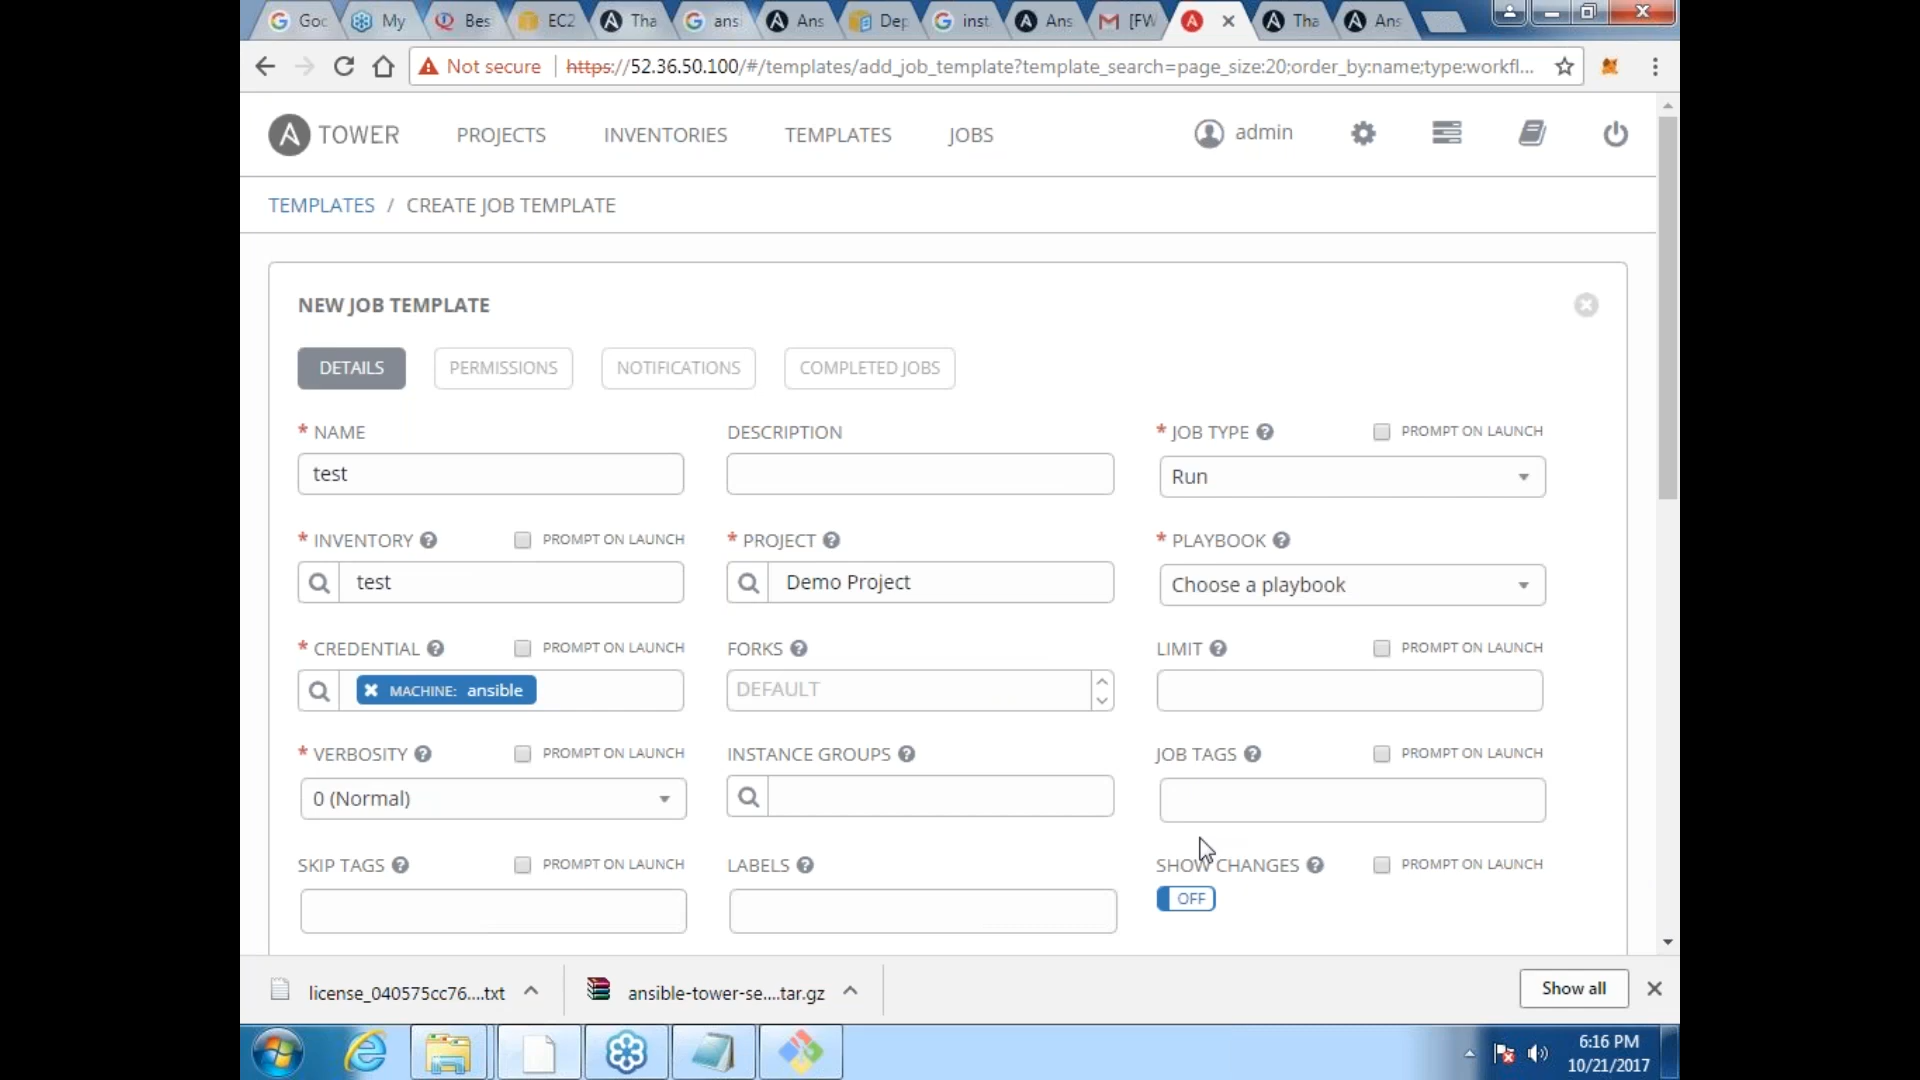 Goc My Bes EC2 Tha ans Ans Dep inst Ans [FW Tha Ans
Not secure https://52.36.50.100/#/templates/add_job_template?template_search=page_size:20;order_by:name;type:workfl...
TOWER PROJECTS INVENTORIES TEMPLATES JOBS admin
TEMPLATES / CREATE JOB TEMPLATE
NEW JOB TEMPLATE
DETAILS PERMISSIONS NOTIFICATIONS COMPLETED JOBS
* NAME DESCRIPTION * JOB TYPE PROMPT ON LAUNCH
test Run
* INVENTORY PROMPT ON LAUNCH * PROJECT * PLAYBOOK
test Demo Project Choose a playbook
* CREDENTIAL PROMPT ON LAUNCH FORKS LIMIT PROMPT ON LAUNCH
MACHINE: ansible DEFAULT
* VERBOSITY PROMPT ON LAUNCH INSTANCE GROUPS JOB TAGS PROMPT ON LAUNCH
0 (Normal)
SKIP TAGS PROMPT ON LAUNCH LABELS SHOW CHANGES PROMPT ON LAUNCH
OFF
license_040575cc76....txt ansible-tower-se....tar.gz Show all
6:16 PM
10/21/2017